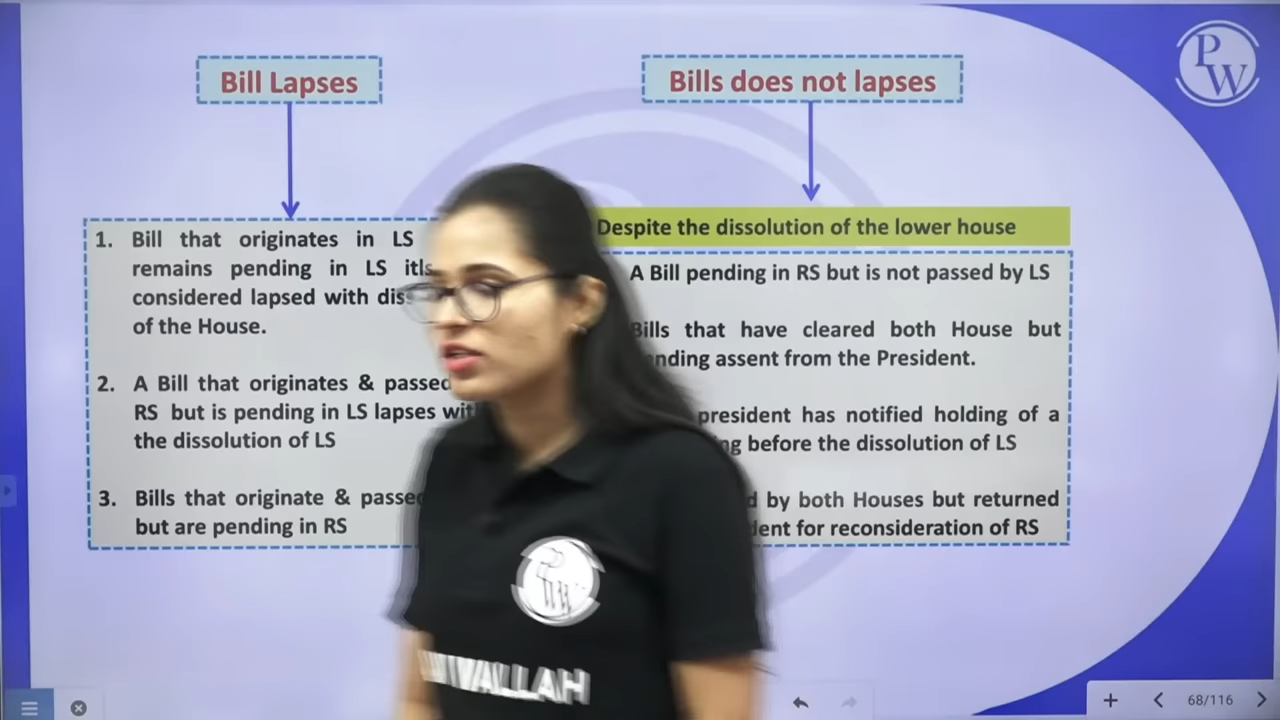 Bill Lapses
Bills does not lapses
PW
1. Bill that originates in LS
remains pending in LS
considered lapsed with
of the House.
2. A Bill that originates & passed
RS but is pending in LS lapses
the dissolution of LS
3. Bills that originate & passed
but are pending in RS
Despite the dissolution of the lower house
A Bill pending in RS but is not passed by LS
Bills that have cleared both House but
assent from the President.
president has notified holding of a
before the dissolution of LS
by both Houses but returned
for reconsideration of RS
PW
WALLAH
68/116